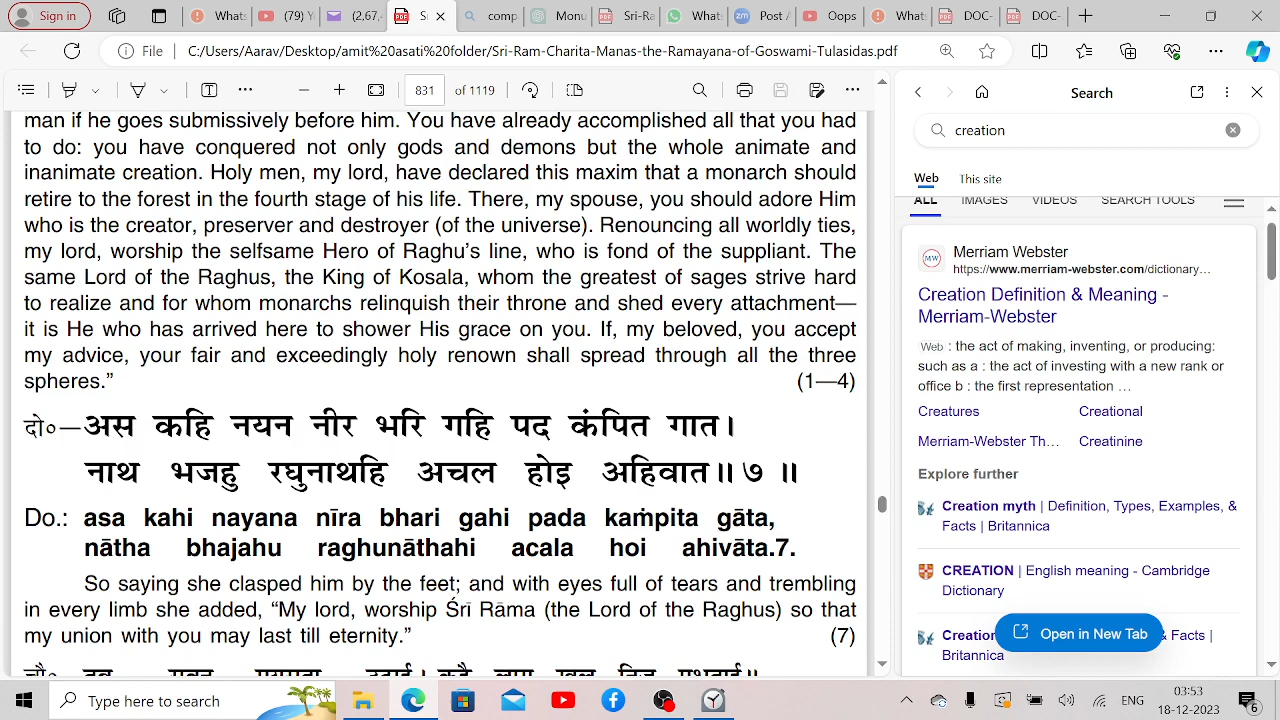 Sign in
Whats
(79) Y
(2,67,
S
comp
Monu
Sri-Ra
Wha
Post /
oops
What
DOC-
DOC-
File
C:/Users/Aarav/Desktop/amit%20asati%20folder/Sri-Ram-Charita-Manas-the-Ramayana-of-Goswami-Tulasidas.pdf
831 of 1119
man if he goes submissively before him. You have already accomplished all that you had
to do: you have conquered not only gods and demons but the whole animate and
inanimate creation. Holy men, my lord, have declared this maxim that a monarch should
retire to the forest in the fourth stage of his life. There, my spouse, you should adore Him
who is the creator, preserver and destroyer (of the universe). Renouncing all worldly ties,
my lord, worship the selfsame Hero of Raghu’s line, who is fond of the suppliant. The
same Lord of the Raghus, the King of Kosala, whom the greatest of sages strive hard
to realize and for whom monarchs relinquish their throne and shed every attachment—
it is He who has arrived here to shower His grace on you. If, my beloved, you accept
my advice, your fair and exceedingly holy renown shall spread through all the three
spheres.” (1—4)
दो०— अस कहि नयन नीर भरि गहि पद कंपित गात।
नाथ भजहु रघुनाथहि अचल होइ अहिवात॥ ७ ॥
Do.: asa kahi nayana nīra bhari gahi pada kaṁpita gāta,
nātha bhajahu raghunāthahi acala hoi ahivāta.7.
So saying she clasped him by the feet; and with eyes full of tears and trembling
in every limb she added, “My lord, worship Śrī Rāma (the Lord of the Raghus) so that
my union with you may last till eternity.” (7)
Search
creation
Web This site
ALL IMAGES VIDEOS SEARCH TOOLS
Merriam Webster
https://www.merriam-webster.com/dictionary…
Creation Definition & Meaning -
Merriam-Webster
Web : the act of making, inventing, or producing:
such as a : the act of investing with a new rank or
office b : the first representation …
Creatures Creational
Merriam-Webster Th… Creatinine
Explore further
Creation myth | Definition, Types, Examples, &
Facts | Britannica
CREATION | English meaning - Cambridge
Dictionary
Creation & Facts |
Britannica
Open in New Tab
Type here to search
ENG
03:53
18-12-2023
6